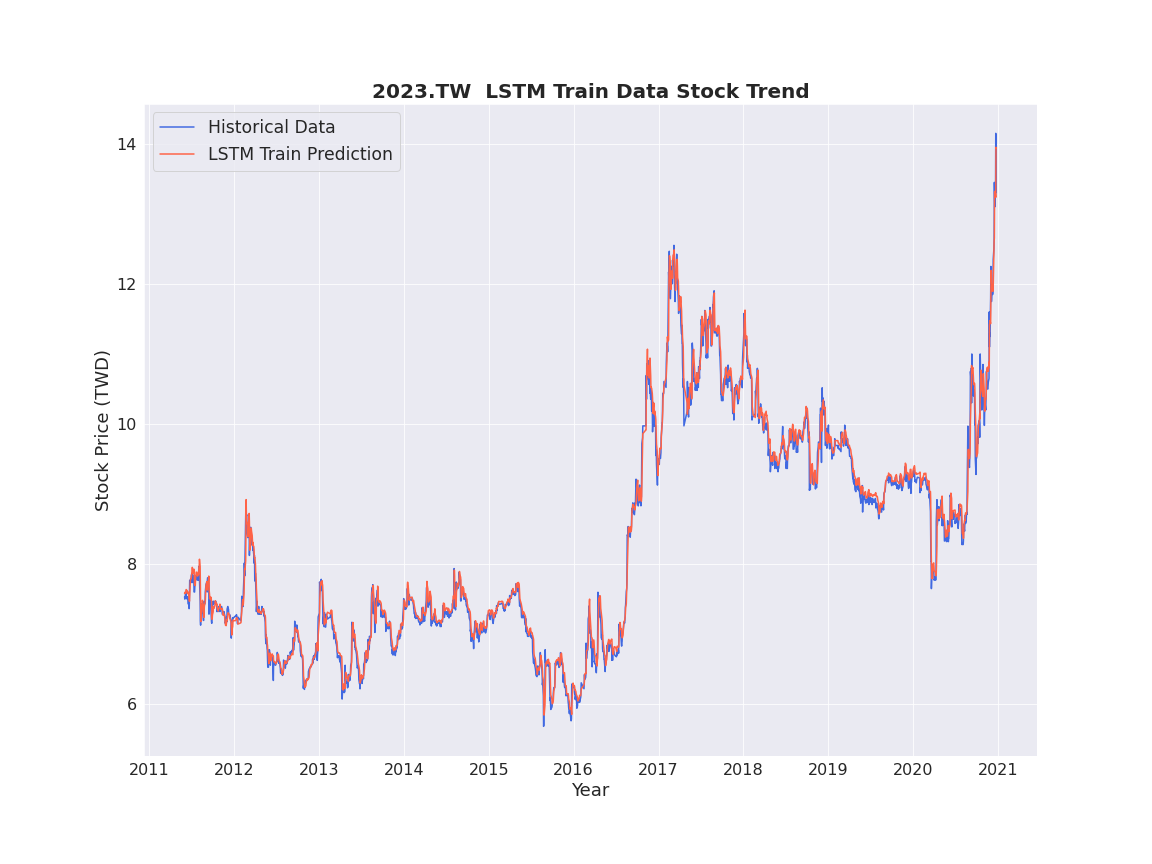 2023.TW LSTM Train Data Stock Trend
Historical Data
LSTM Train Prediction
Stock Price (TWD)
14
12
10
8
6
2011 2012 2013 2014 2015 2016 2017 2018 2019 2020 2021
Year